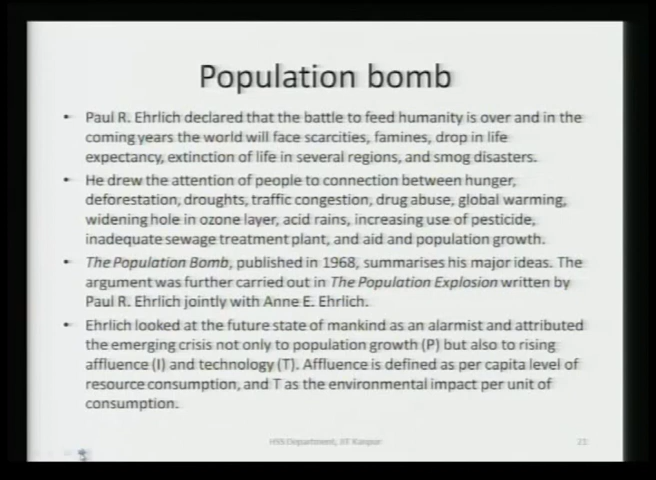 Population bomb
• Paul R. Ehrlich declared that the battle to feed humanity is over and in the
coming years the world will face scarcities, famines, drop in life
expectancy, extinction of life in several regions, and smog disasters.
• He drew the attention of people to connection between hunger,
deforestation, droughts, traffic congestion, drug abuse, global warming,
widening hole in ozone layer, acid rains, increasing use of pesticide,
inadequate sewage treatment plant, and aid and population growth.
• The Population Bomb, published in 1968, summarises his major ideas. The
argument was further carried out in The Population Explosion written by
Paul R. Ehrlich jointly with Anne E. Ehrlich.
• Ehrlich looked at the future state of mankind as an alarmist and attributed
the emerging crisis not only to population growth (P) but also to rising
affluence (I) and technology (T). Affluence is defined as per capita level of
resource consumption, and T as the environmental impact per unit of
consumption.
HSS Department, IIT Kanpur
21